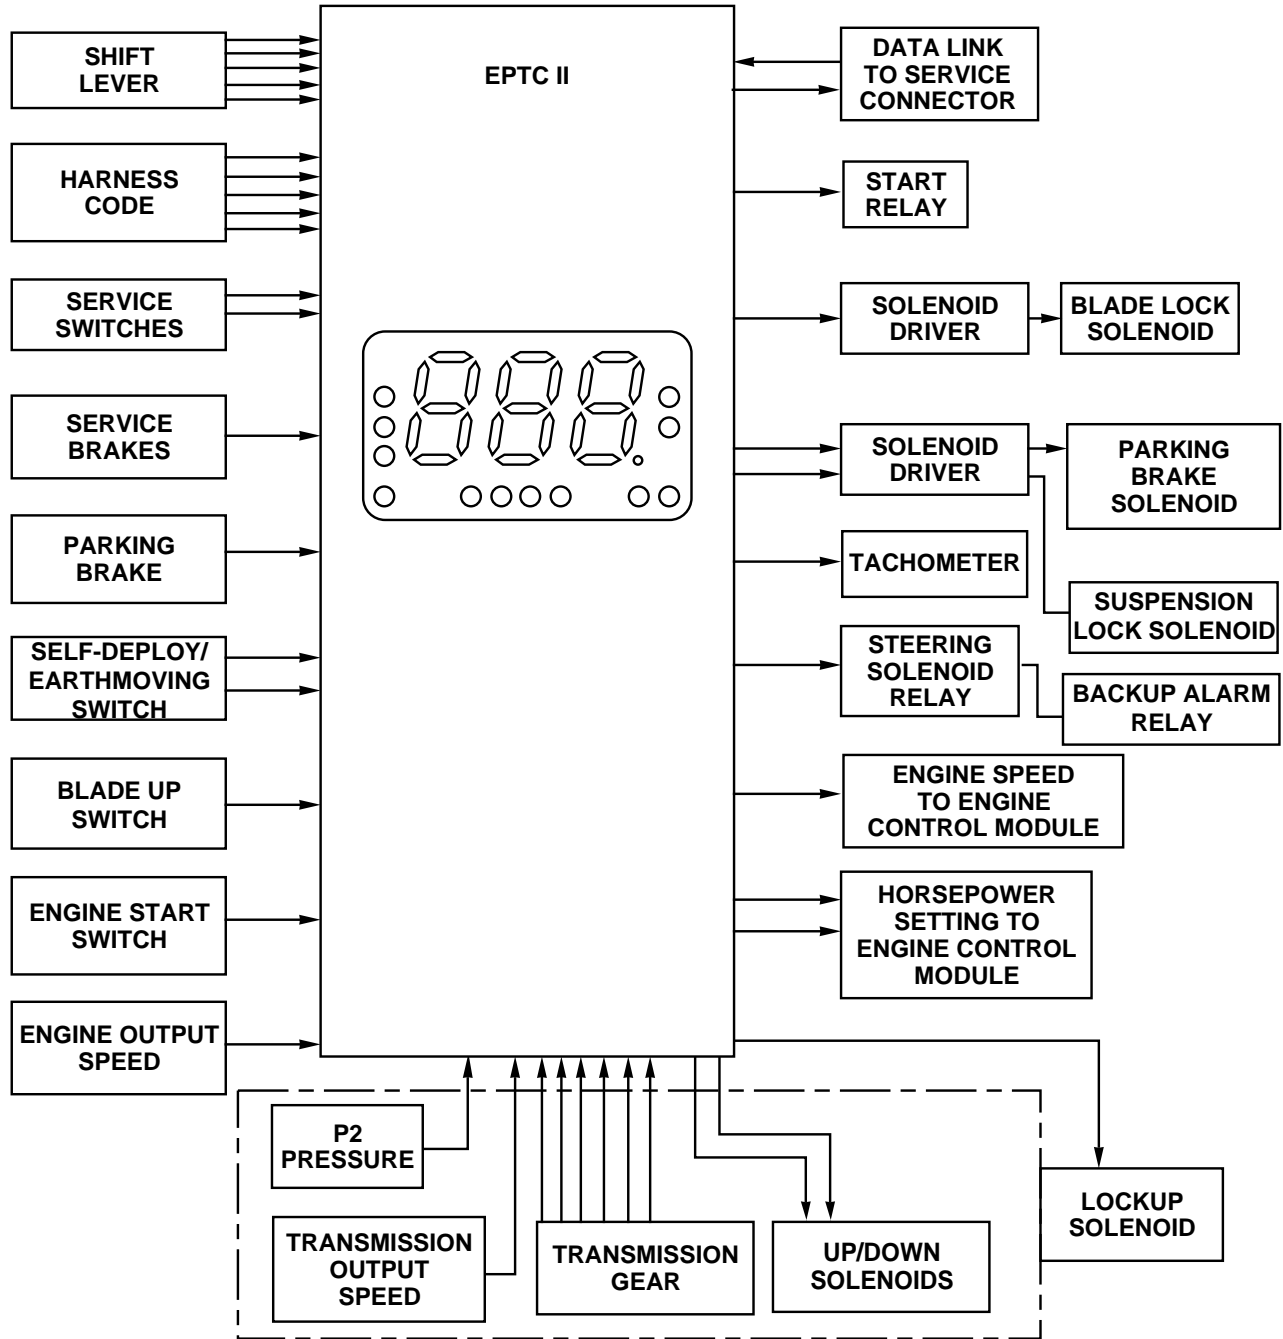 SHIFT
LEVER
HARNESS
CODE
SERVICE
SWITCHES
SERVICE
BRAKES
PARKING
BRAKE
SELF-DEPLOY/
EARTHMOVING
SWITCH
BLADE UP
SWITCH
ENGINE START
SWITCH
ENGINE OUTPUT
SPEED
EPTC II
DATA LINK
TO SERVICE
CONNECTOR
START
RELAY
SOLENOID
DRIVER
BLADE LOCK
SOLENOID
SOLENOID
DRIVER
PARKING
BRAKE
SOLENOID
TACHOMETER
SUSPENSION
LOCK SOLENOID
STEERING
SOLENOID
RELAY
BACKUP ALARM
RELAY
ENGINE SPEED
TO ENGINE
CONTROL MODULE
HORSEPOWER
SETTING TO
ENGINE CONTROL
MODULE
P2
PRESSURE
TRANSMISSION
OUTPUT
SPEED
TRANSMISSION
GEAR
UP/DOWN
SOLENOIDS
LOCKUP
SOLENOID